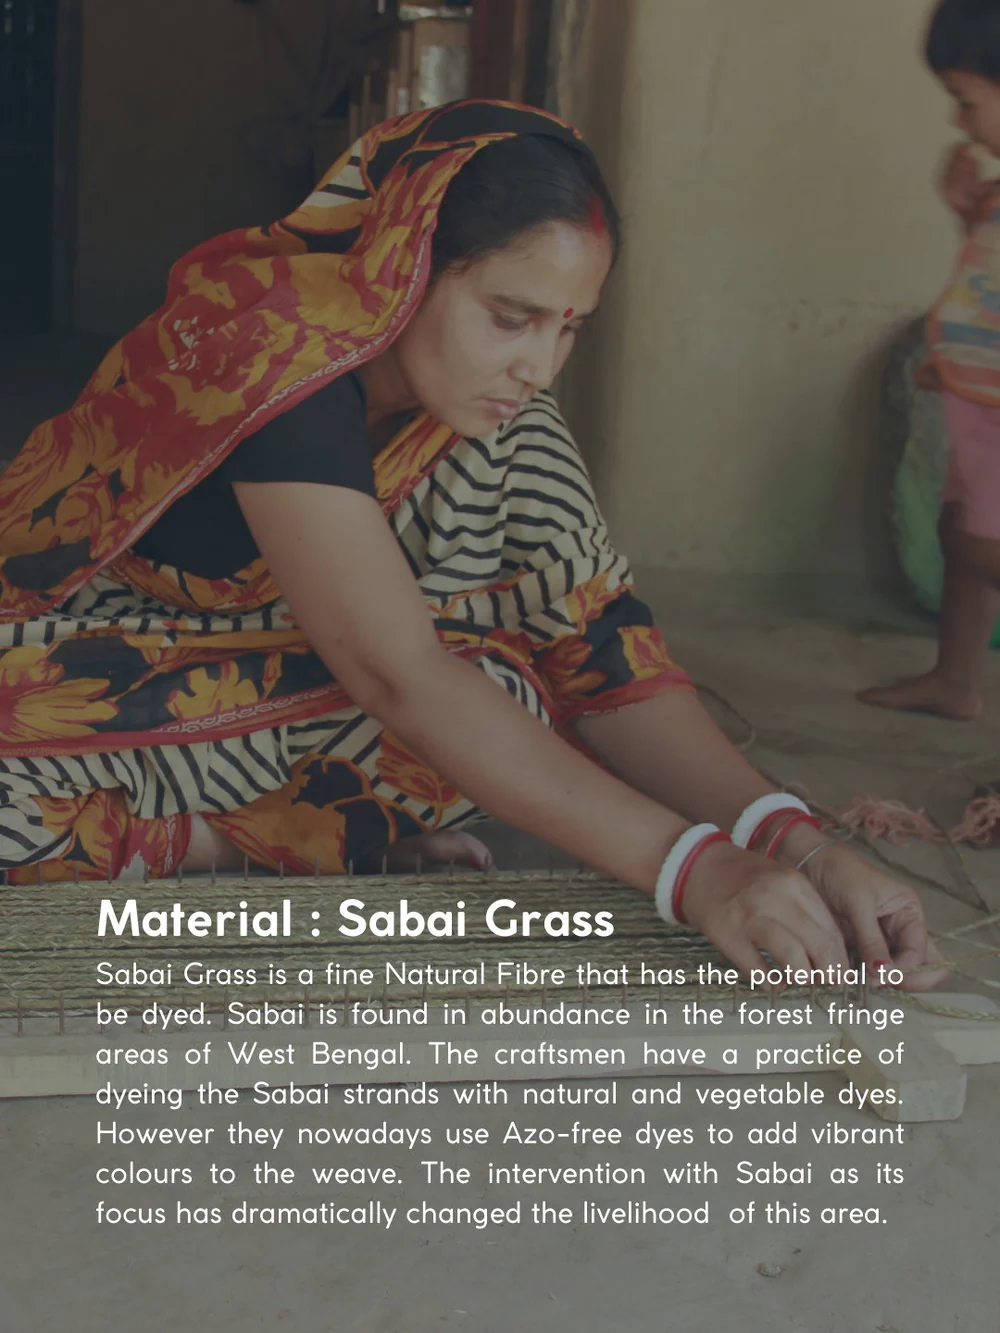 Material : Sabai Grass
Sabai Grass is a fine Natural Fibre that has the potential to
be dyed. Sabai is found in abundance in the forest fringe
areas of West Bengal. The craftsmen have a practice of
dyeing the Sabai strands with natural and vegetable dyes.
However they nowadays use Azo-free dyes to add vibrant
colours to the weave. The intervention with Sabai as its
focus has dramatically changed the livelihood  of this area.